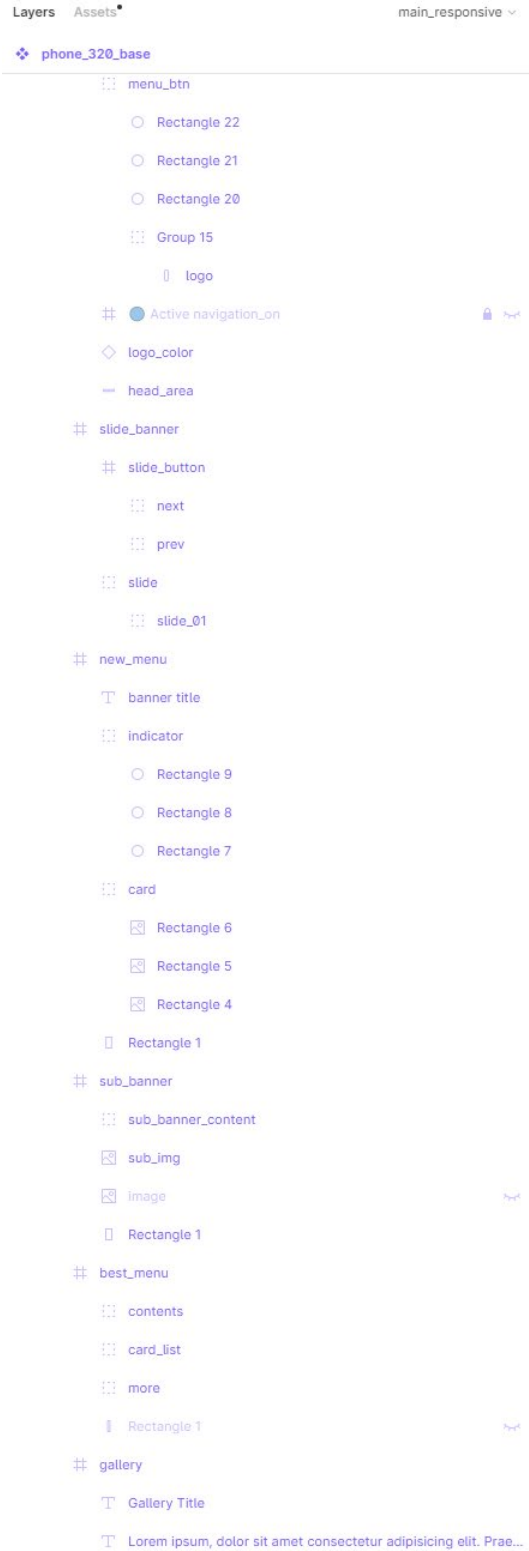 Layers Assets main_responsive
phone_320_base
menu_btn
Rectangle 22
Rectangle 21
Rectangle 20
Group 15
logo
Active navigation_on
logo_color
head_area
slide_banner
slide_button
next
prev
slide
slide_01
new_menu
banner title
indicator
Rectangle 9
Rectangle 8
Rectangle 7
card
Rectangle 6
Rectangle 5
Rectangle 4
Rectangle 1
sub_banner
sub_banner_content
sub_img
image
Rectangle 1
best_menu
contents
card_list
more
Rectangle 1
gallery
Gallery Title
Lorem ipsum, dolor sit amet consectetur adipisicing elit. Prae...